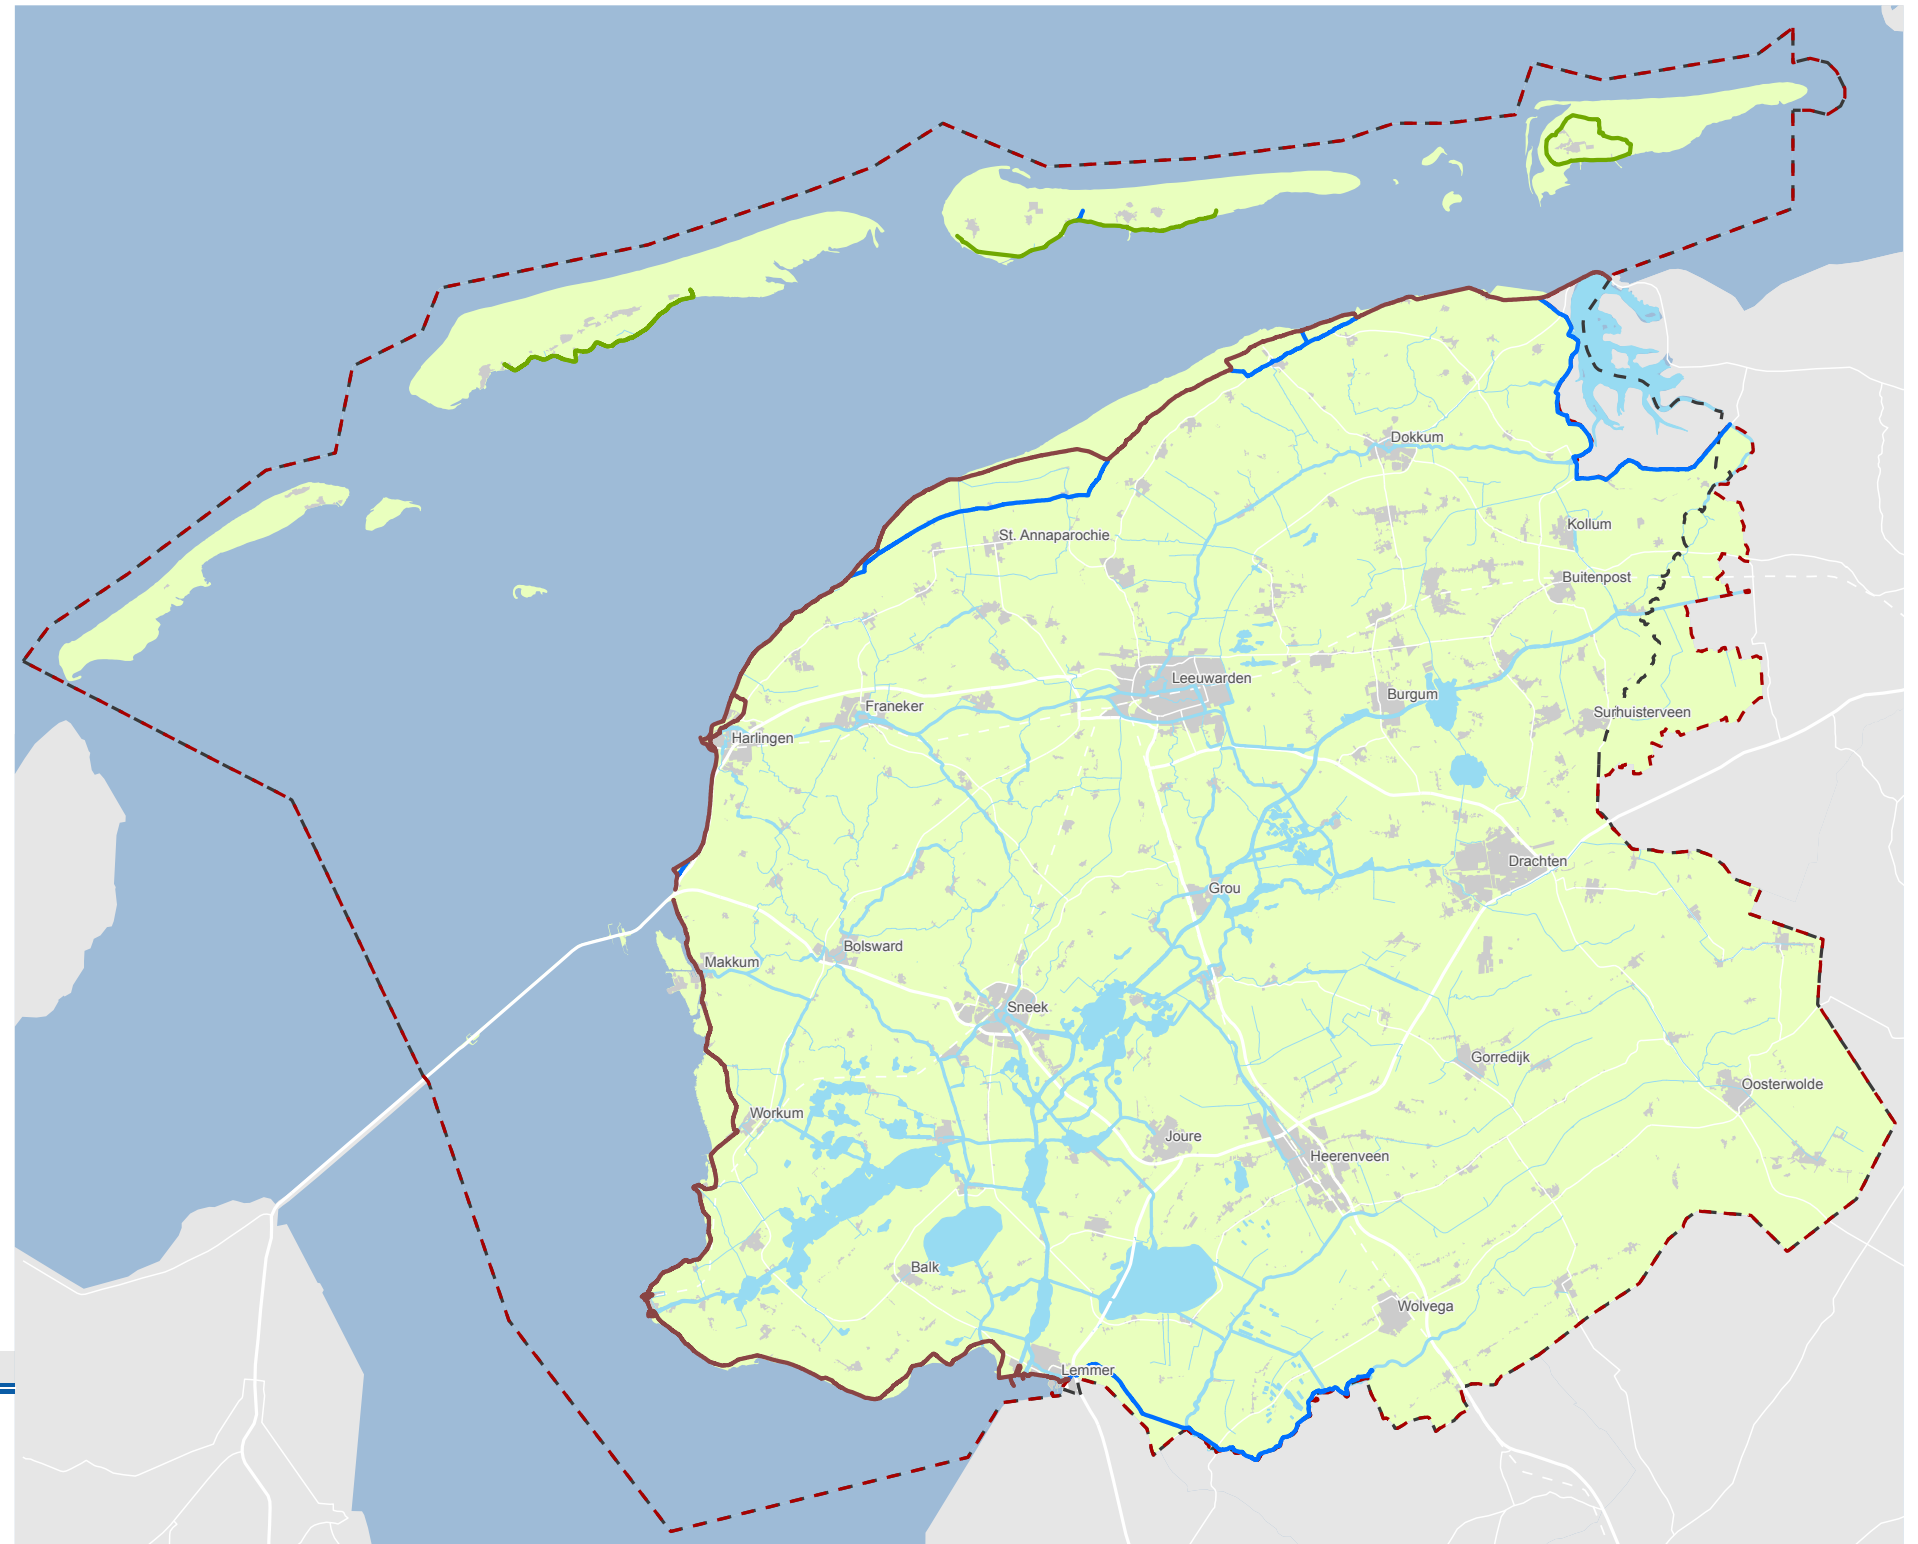 Dokkum
Kollum
St. Annaparochie
Buitenpost
Leeuwarden
Burgum
Franeker
Surhuisterveen
Harlingen
Drachten
Grou
Bolsward
Makkum
Sneek
Gorredijk
Oosterwolde
Workum
Joure
Heerenveen
Balk
Wolvega
Lemmer